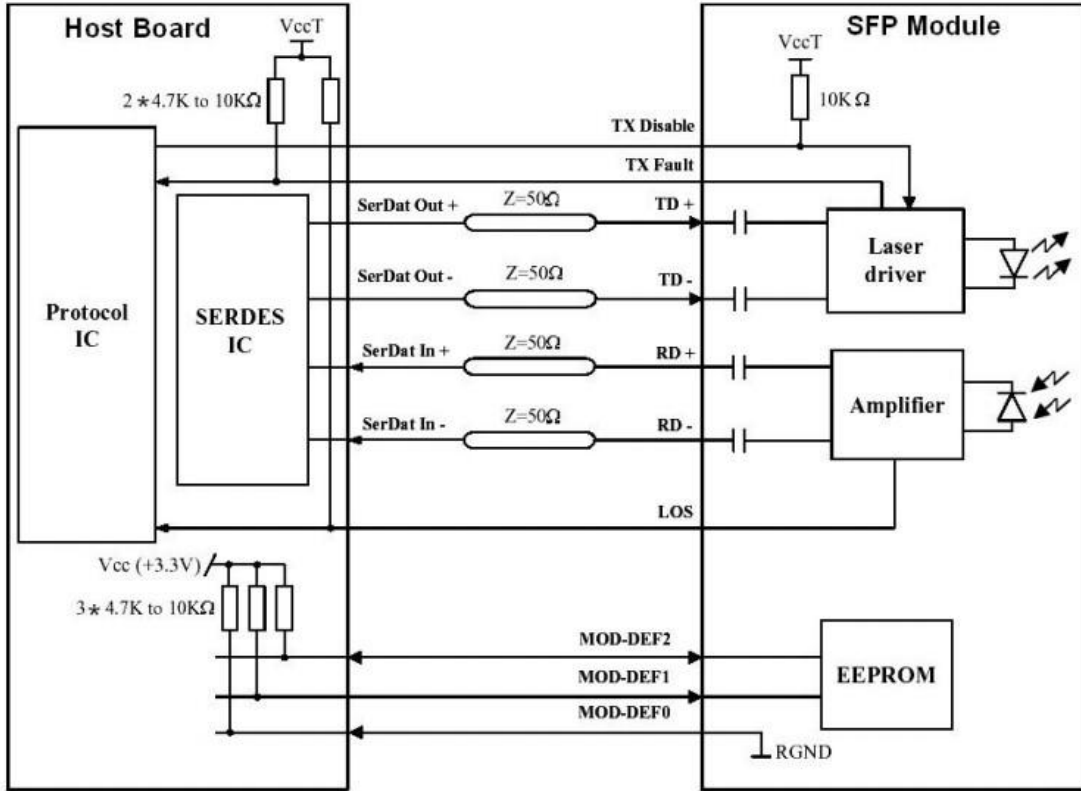 Host Board
SFP Module
VccT
VccT
2*4.7K to 10KΩ
10KΩ
TX Disable
TX Fault
SerDat Out +
Z=50Ω
TD +
SerDat Out -
Z=50Ω
TD -
Laser
driver
Protocol
IC
SERDES
IC
SerDat In +
Z=50Ω
RD +
SerDat In -
Z=50Ω
RD -
Amplifier
LOS
Vcc (+3.3V)
3*4.7K to 10KΩ
MOD-DEF2
MOD-DEF1
MOD-DEF0
EEPROM
RGND